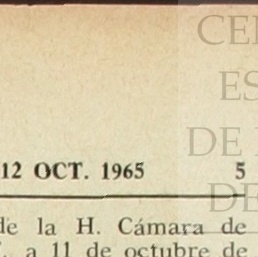 CE
ES
DE
DE
12 OCT. 1965 5
de la H. Cámara de
a 11 de octubre de